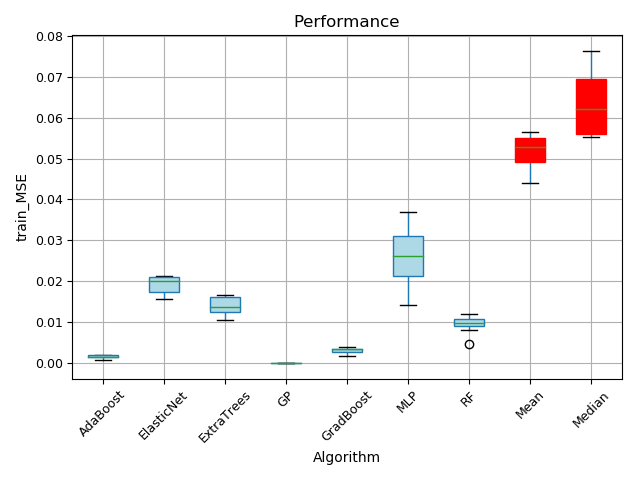 Performance
0.08
0.07
0.06
0.05
0.04
0.03
0.02
0.01
0.00
train_MSE
AdaBoost
ElasticNet
ExtraTrees
GP
GradBoost
MLP
RF
Mean
Median
Algorithm